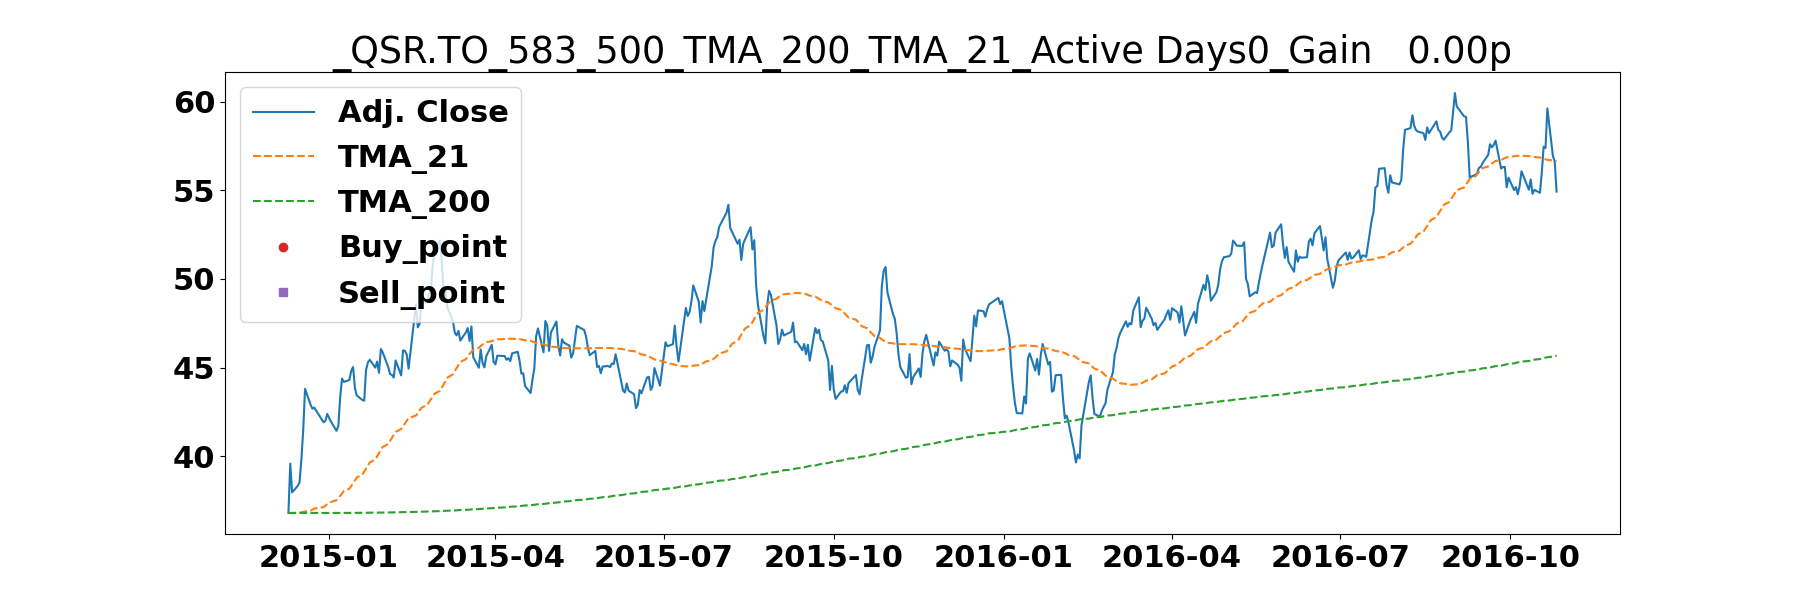 _QSR.TO_583_500_TMA_200_TMA_21_Active Days0_Gain   0.00p
60
55
50
45
40
Adj. Close
TMA_21
TMA_200
Buy_point
Sell_point
2015-01 2015-04 2015-07 2015-10 2016-01 2016-04 2016-07 2016-10